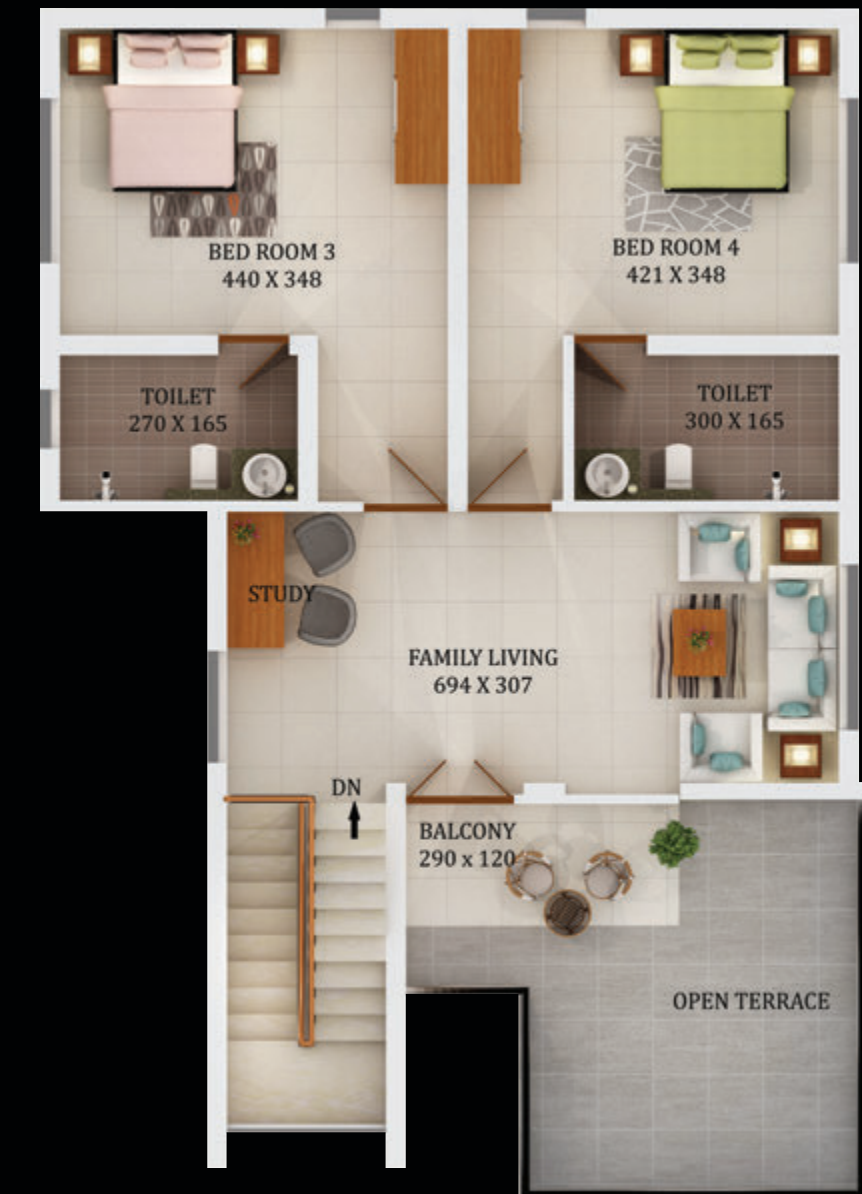 BED ROOM 3
440 X 348
BED ROOM 4
421 X 348
TOILET
270 X 165
TOILET
300 X 165
STUDY
FAMILY LIVING
694 X 307
DN
BALCONY
290 x 120
OPEN TERRACE